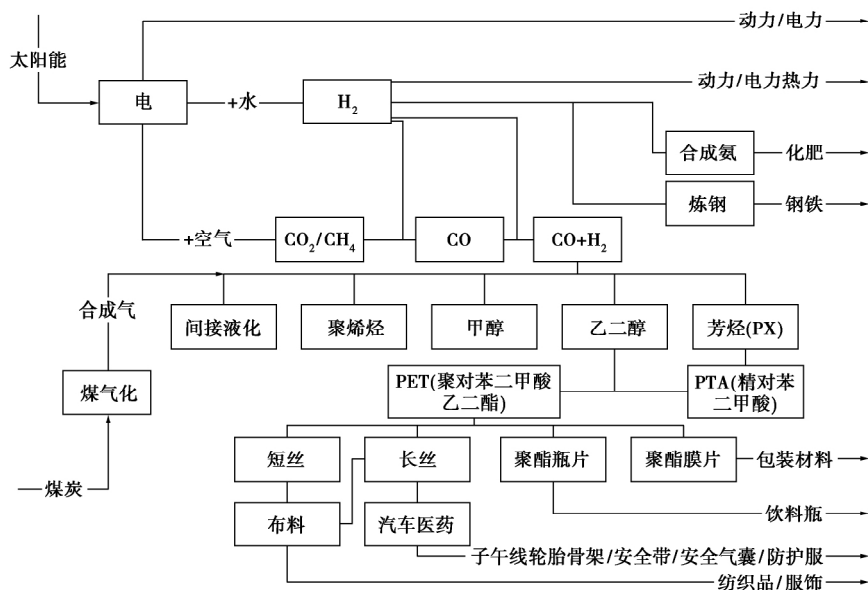 动力/电力
太阳能
电
+水
H₂
动力/电力热力
合成氨
化肥
炼钢
钢铁
+空气
CO₂/CH₄
CO
CO+H₂
合成气
间接液化
聚烯烃
甲醇
乙二醇
芳烃(PX)
煤气化
PET(聚对苯二甲酸
乙二酯)
PTA(精对苯
二甲酸)
短丝
长丝
聚酯瓶片
聚酯膜片
包装材料
煤炭
布料
汽车医药
饮料瓶
子午线轮胎骨架/安全带/安全气囊/防护服
纺织品/服饰